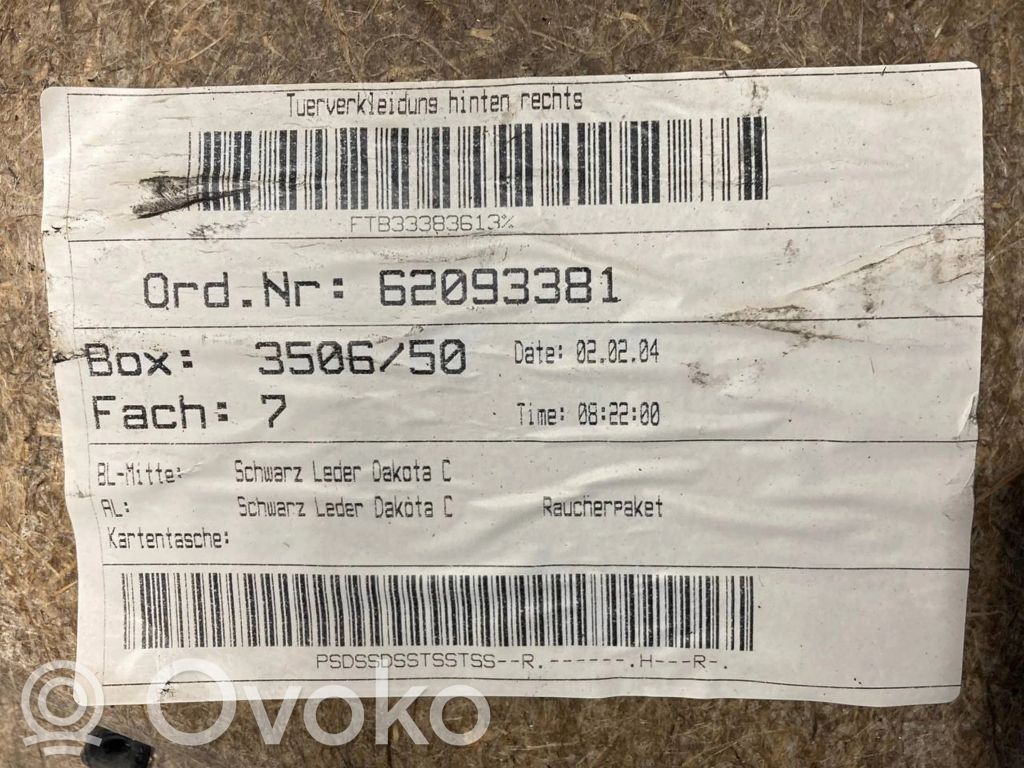 Tuerverkleidung hinten rechts
FTB33383613%
Ord.Nr: 62093381
Box: 3506/50 Date: 02.02.04
Fach: 7 Time: 08:22:00
BL-Mitte: Schwarz Leder Dakota C
AL: Schwarz Leder Dakota C Raucherpaket
Kartentasche:
PSDSSDSSTSSTSS--R.------.H---R-.
Ovoko